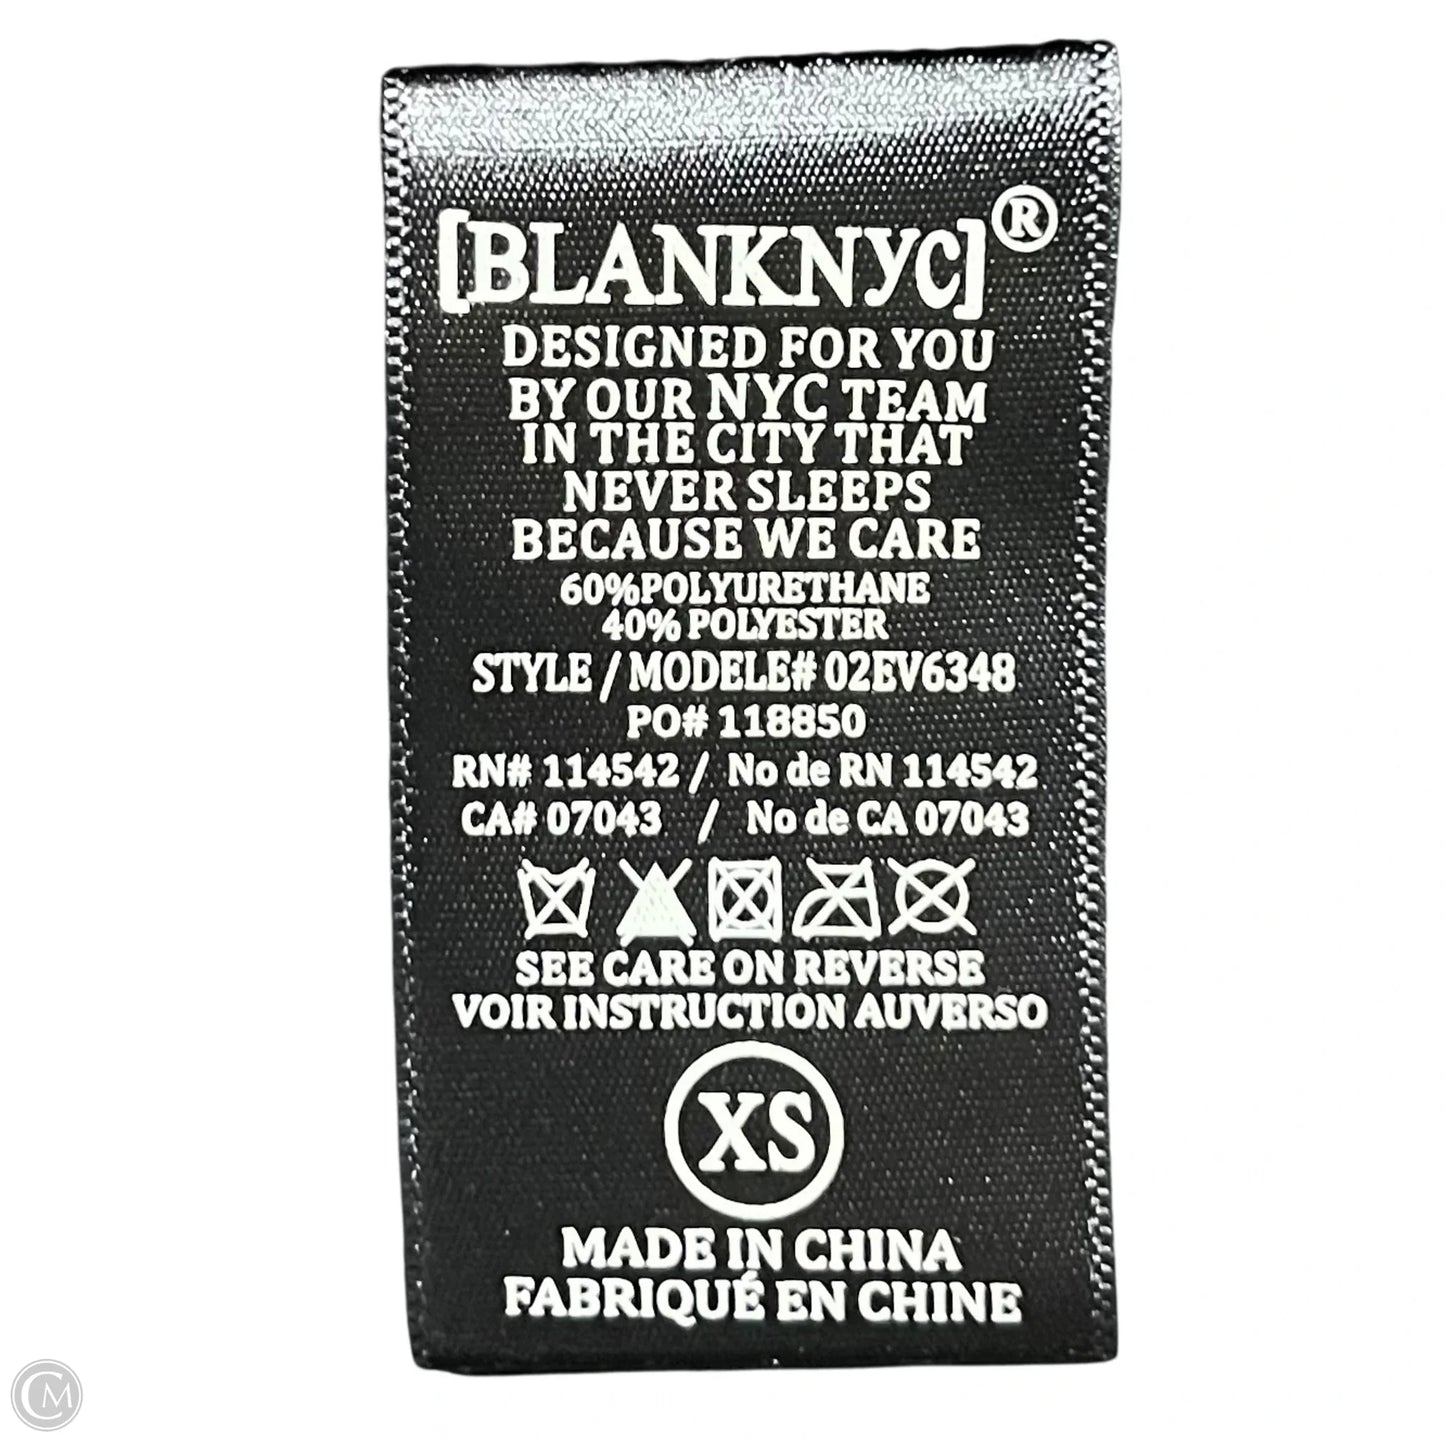 [BLANKNYC]®
DESIGNED FOR YOU
BY OUR NYC TEAM
IN THE CITY THAT
NEVER SLEEPS
BECAUSE WE CARE
60%POLYURETHANE
40% POLYESTER
STYLE / MODELE# 02EV6348
PO# 118850
RN# 114542 / No de RN 114542
CA# 07043 / No de CA 07043
SEE CARE ON REVERSE
VOIR INSTRUCTION AUVERSO
XS
MADE IN CHINA
FABRIQUÉ EN CHINE
CM